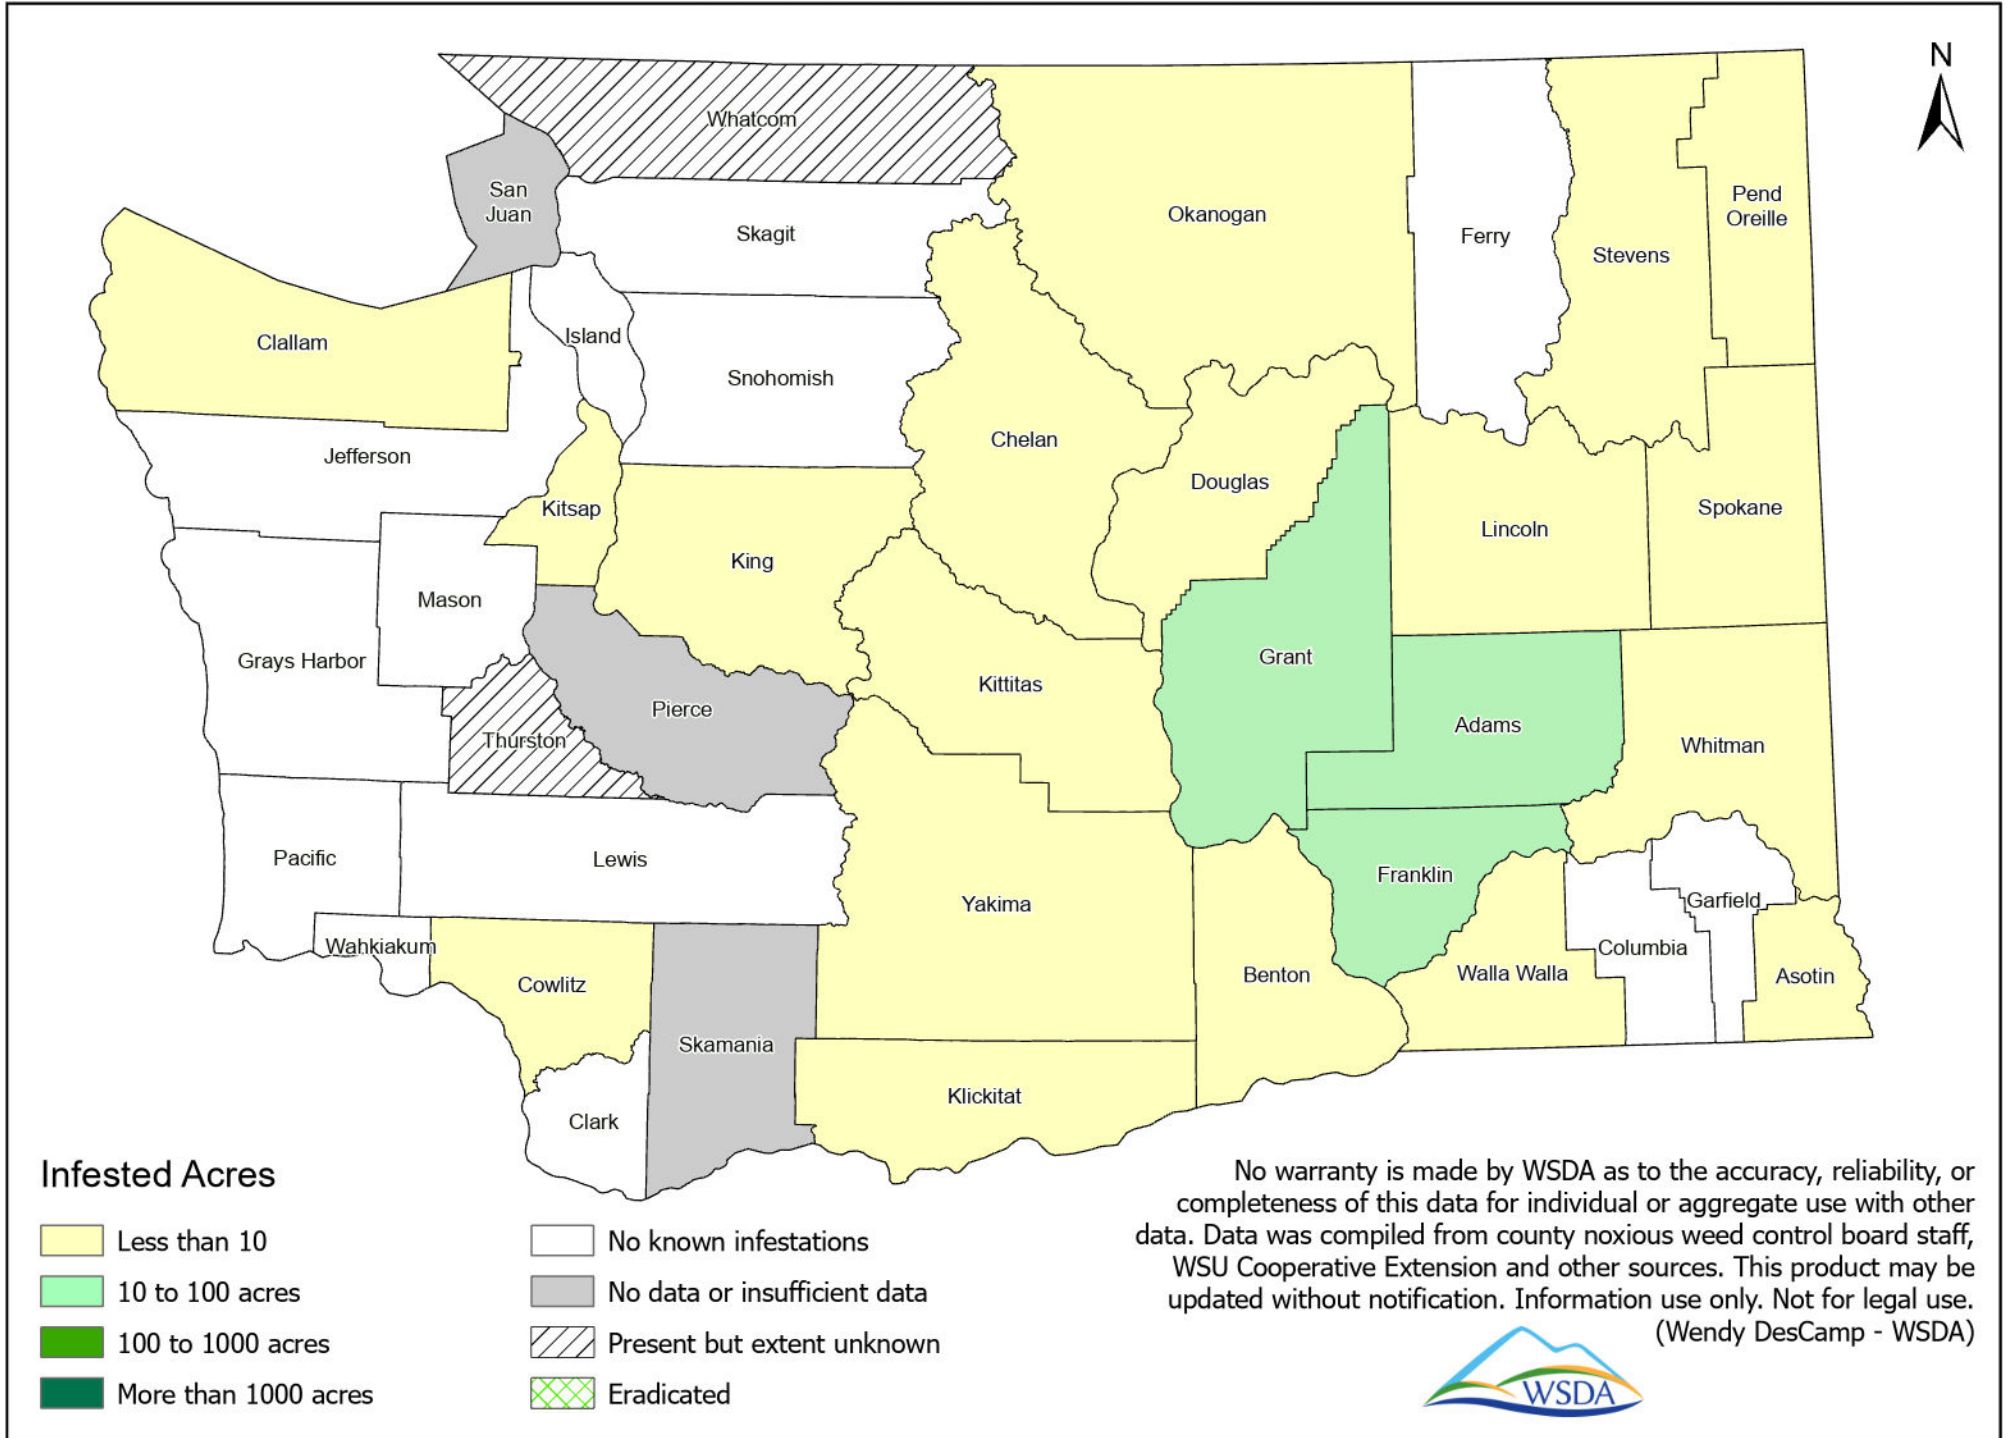 N
Whatcom
San
Juan
Skagit
Okanogan
Ferry
Pend
Oreille
Stevens
Clallam
Island
Snohomish
Chelan
Jefferson
Kitsap
Douglas
Lincoln
Spokane
King
Mason
Grays Harbor
Kittitas
Grant
Pierce
Thurston
Adams
Whitman
Pacific
Lewis
Yakima
Franklin
Garfield
Wahkiakum
Columbia
Cowlitz
Benton
Walla Walla
Asotin
Skamania
Klickitat
Clark
Infested Acres
Less than 10
10 to 100 acres
100 to 1000 acres
More than 1000 acres
No known infestations
No data or insufficient data
Present but extent unknown
Eradicated
No warranty is made by WSDA as to the accuracy, reliability, or
completeness of this data for individual or aggregate use with other
data. Data was compiled from county noxious weed control board staff,
WSU Cooperative Extension and other sources. This product may be
updated without notification. Information use only. Not for legal use.
(Wendy DesCamp - WSDA)
WSDA